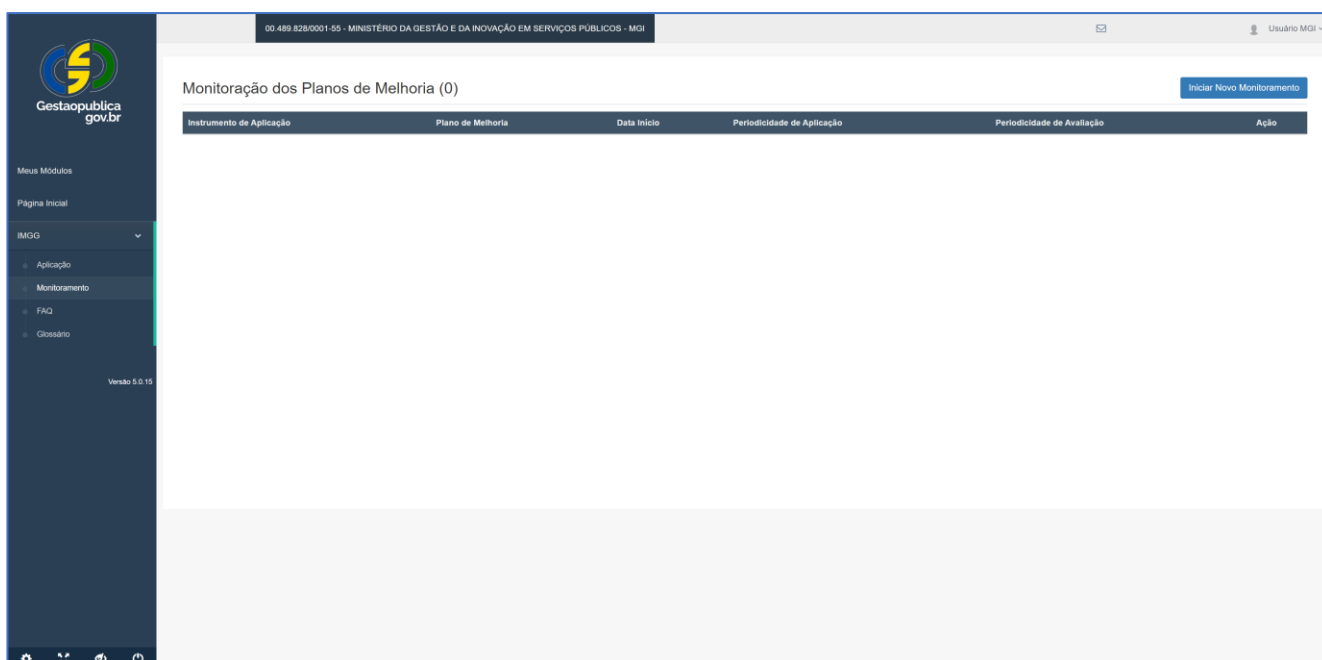 00.489.828/0001-55 - MINISTÉRIO DA GESTÃO E DA INOVAÇÃO EM SERVIÇOS PÚBLICOS - MGI
Usuário MGI
Gestaopublica
gov.br
Monitoração dos Planos de Melhoria (0)
Iniciar Novo Monitoramento
Instrumento de Aplicação Plano de Melhoria Data Início Periodicidade de Aplicação Periodicidade de Avaliação Ação
Meus Módulos
Página Inicial
IMGG
Aplicação
Monitoramento
FAQ
Glossário
Versão 5.0.15